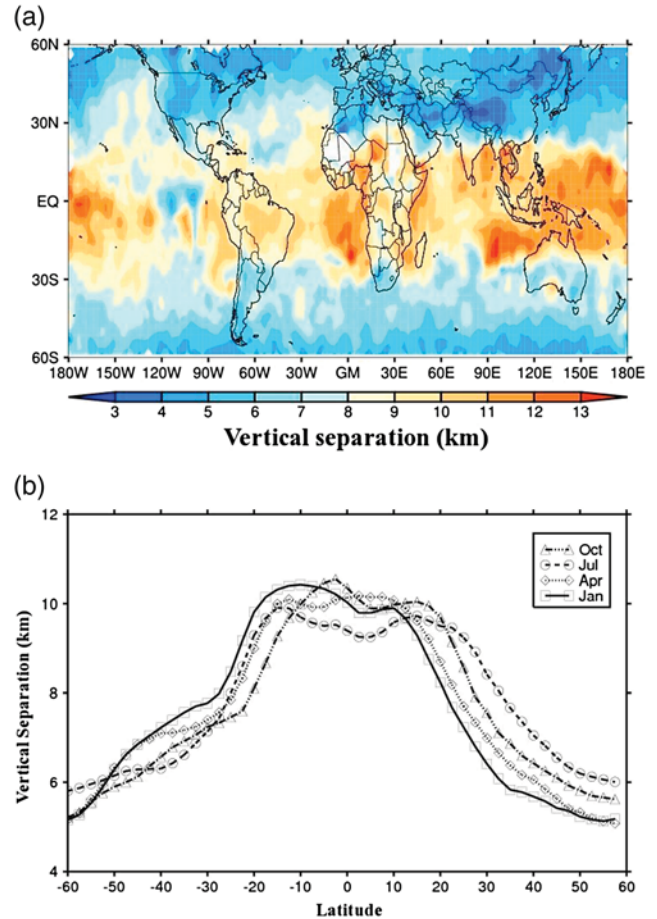 (a)
60N
30N
EQ
30S
60S
180W 150W 120W 90W 60W 30W GM 30E 60E 90E 120E 150E 180E
3 4 5 6 7 8 9 10 11 12 13
Vertical separation (km)
(b)
12
10
8
6
4
Vertical Separation (km)
Oct
Jul
Apr
Jan
-60 -50 -40 -30 -20 -10 0 10 20 30 40 50 60
Latitude